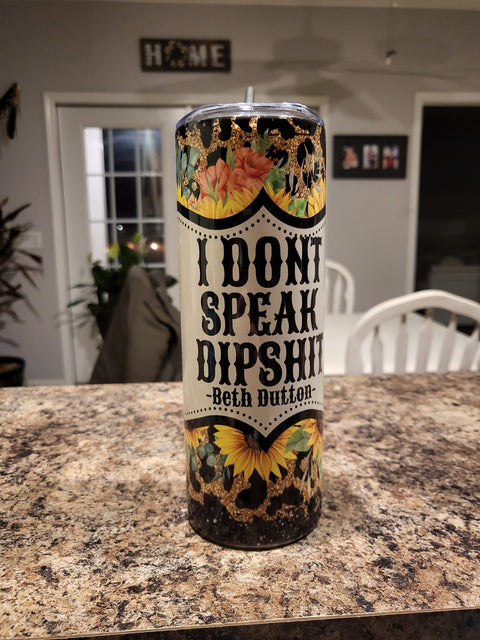 HOME
I DONT
SPEAK
DIPSHIT
-Beth Dutton-